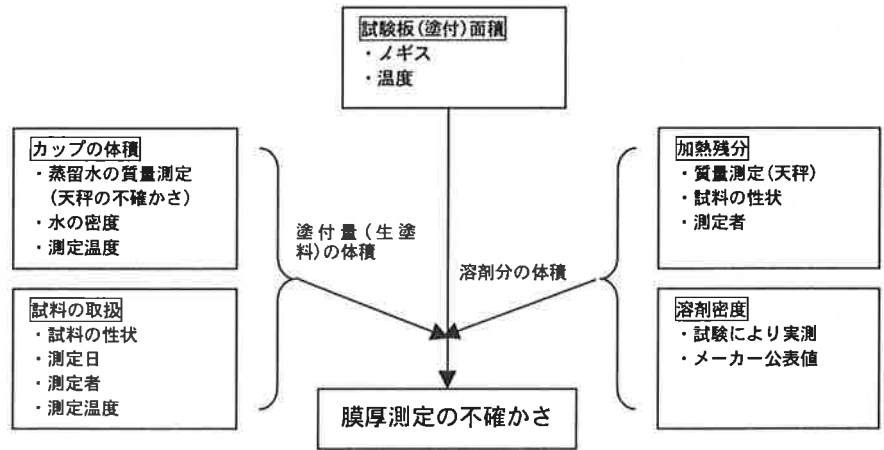 試験板(塗付)面積
・ノギス
・温度
カップの体積
・蒸留水の質量測定
(天秤の不確かさ)
・水の密度
・測定温度
試料の取扱
・試料の性状
・測定日
・測定者
・測定温度
塗付量(生塗
料)の体積
溶剤分の体積
加熱残分
・質量測定(天秤)
・試料の性状
・測定者
溶剤密度
・試験により実測
・メーカー公表値
膜厚測定の不確かさ